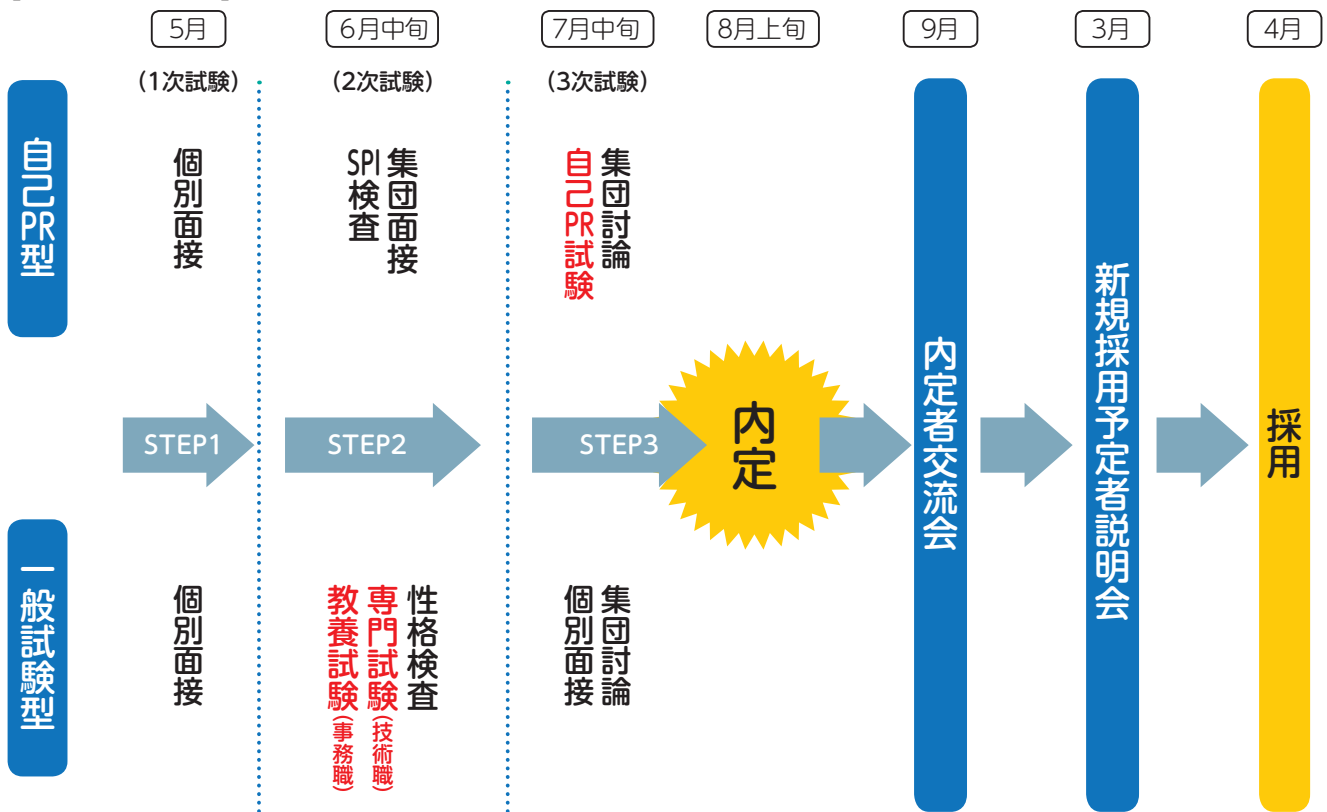 5月
6月中旬
7月中旬
8月上旬
9月
3月
4月
(1次試験)
(2次試験)
(3次試験)
自己PR型
個別面接
集団面接
SPI検査
集団討論
自己PR試験
STEP1
STEP2
STEP3
内定
内定者交流会
新規採用予定者説明会
採用
一般試験型
個別面接
性格検査
専門試験(技術職)
教養試験(事務職)
集団討論
個別面接